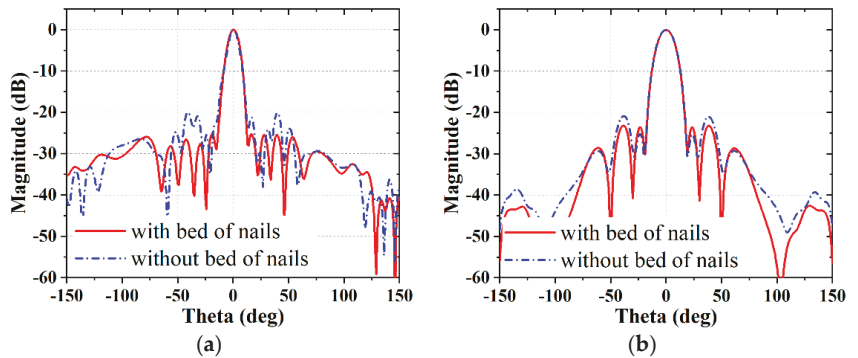 0
-10
-20
-30
-40
-50
-60
Magnitude (dB)
with bed of nails
without bed of nails
-150 -100 -50 0 50 100 150
Theta (deg)
(a)
0
-10
-20
-30
-40
-50
-60
Magnitude (dB)
with bed of nails
without bed of nails
-150 -100 -50 0 50 100 150
Theta (deg)
(b)